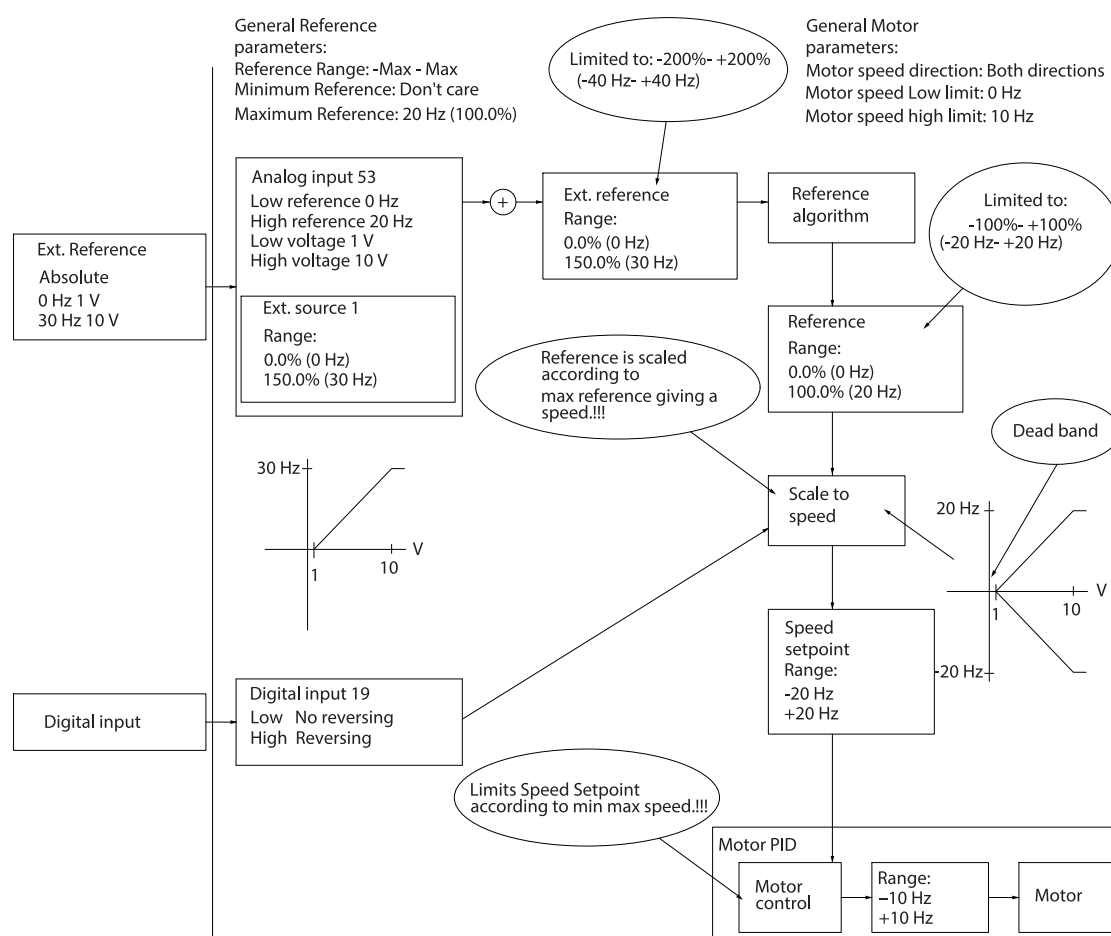 General Reference
parameters:
Reference Range: -Max - Max
Minimum Reference: Don't care
Maximum Reference: 20 Hz (100.0%)
Limited to: -200%- +200%
(-40 Hz- +40 Hz)
General Motor
parameters:
Motor speed direction: Both directions
Motor speed Low limit: 0 Hz
Motor speed high limit: 10 Hz
Ext. Reference
Absolute
0 Hz 1 V
30 Hz 10 V
Analog input 53
Low reference 0 Hz
High reference 20 Hz
Low voltage 1 V
High voltage 10 V
Ext. source 1
Range:
0.0% (0 Hz)
150.0% (30 Hz)
+
Ext. reference
Range:
0.0% (0 Hz)
150.0% (30 Hz)
Reference
algorithm
Limited to:
-100%- +100%
(-20 Hz- +20 Hz)
Reference
Range:
0.0% (0 Hz)
100.0% (20 Hz)
Reference is scaled
according to
max reference giving a
speed.!!!
Dead band
30 Hz
V
1
10
Scale to
speed
20 Hz
V
1
10
-20 Hz
Speed
setpoint
Range:
-20 Hz
+20 Hz
Digital input
Digital input 19
Low No reversing
High Reversing
Limits Speed Setpoint
according to min max speed.!!!
Motor PID
Motor
control
Range:
–10 Hz
+10 Hz
Motor